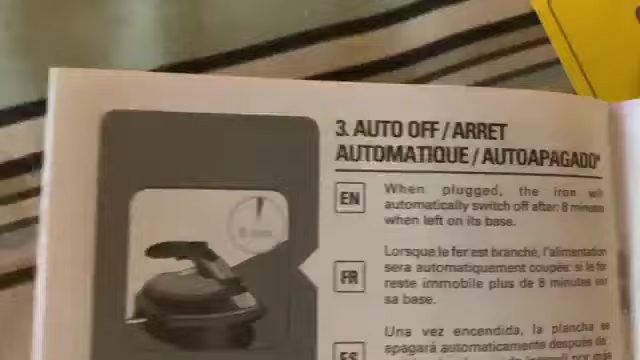 3. AUTO OFF / ARRET
AUTOMATIQUE / AUTOAPAGADO*
EN
When plugged, the iron will
automatically switch off after: 8 minutes
when left on its base.
FR
Lorsque le fer est branché, l'alimentation
sera automatiquement coupée: si le fer
reste immobile plus de 8 minutes sur
sa base.
ES
Una vez encendida, la plancha se
apagará automaticamente después de